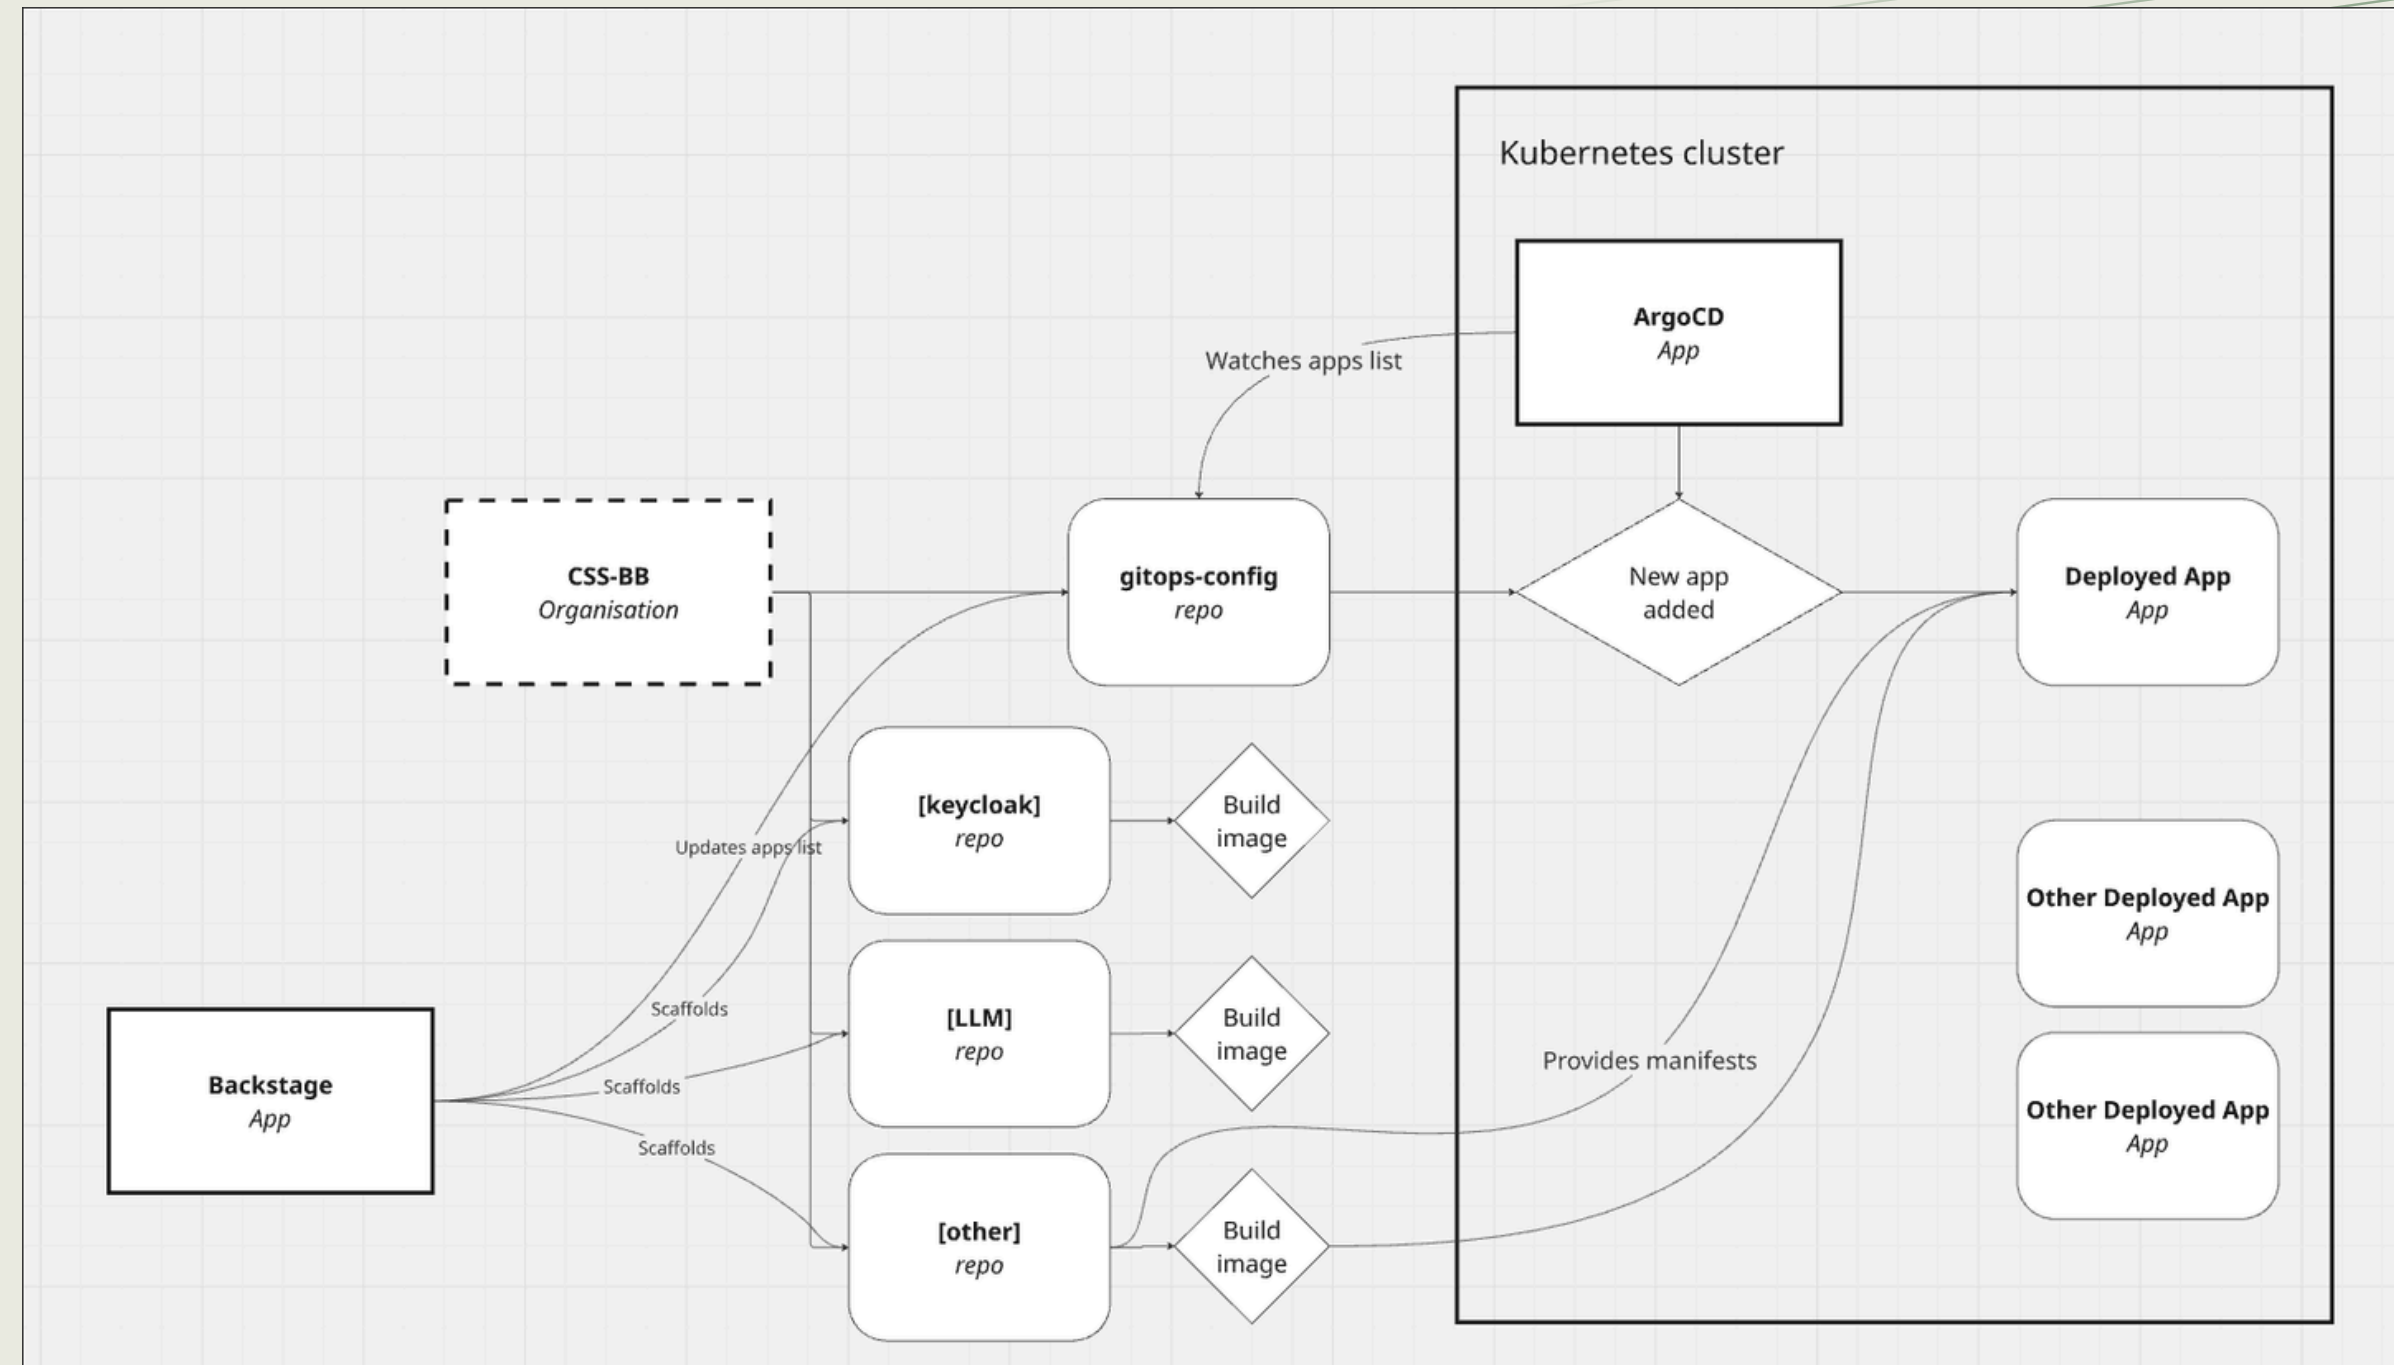 Kubernetes cluster
ArgoCD
App
Watches apps list
CSS-BB
Organisation
gitops-config
repo
New app
added
Deployed App
App
[keycloak]
repo
Build
image
Updates apps list
Other Deployed App
App
Scaffolds
[LLM]
repo
Build
image
Backstage
App
Scaffolds
Provides manifests
Other Deployed App
App
Scaffolds
[other]
repo
Build
image